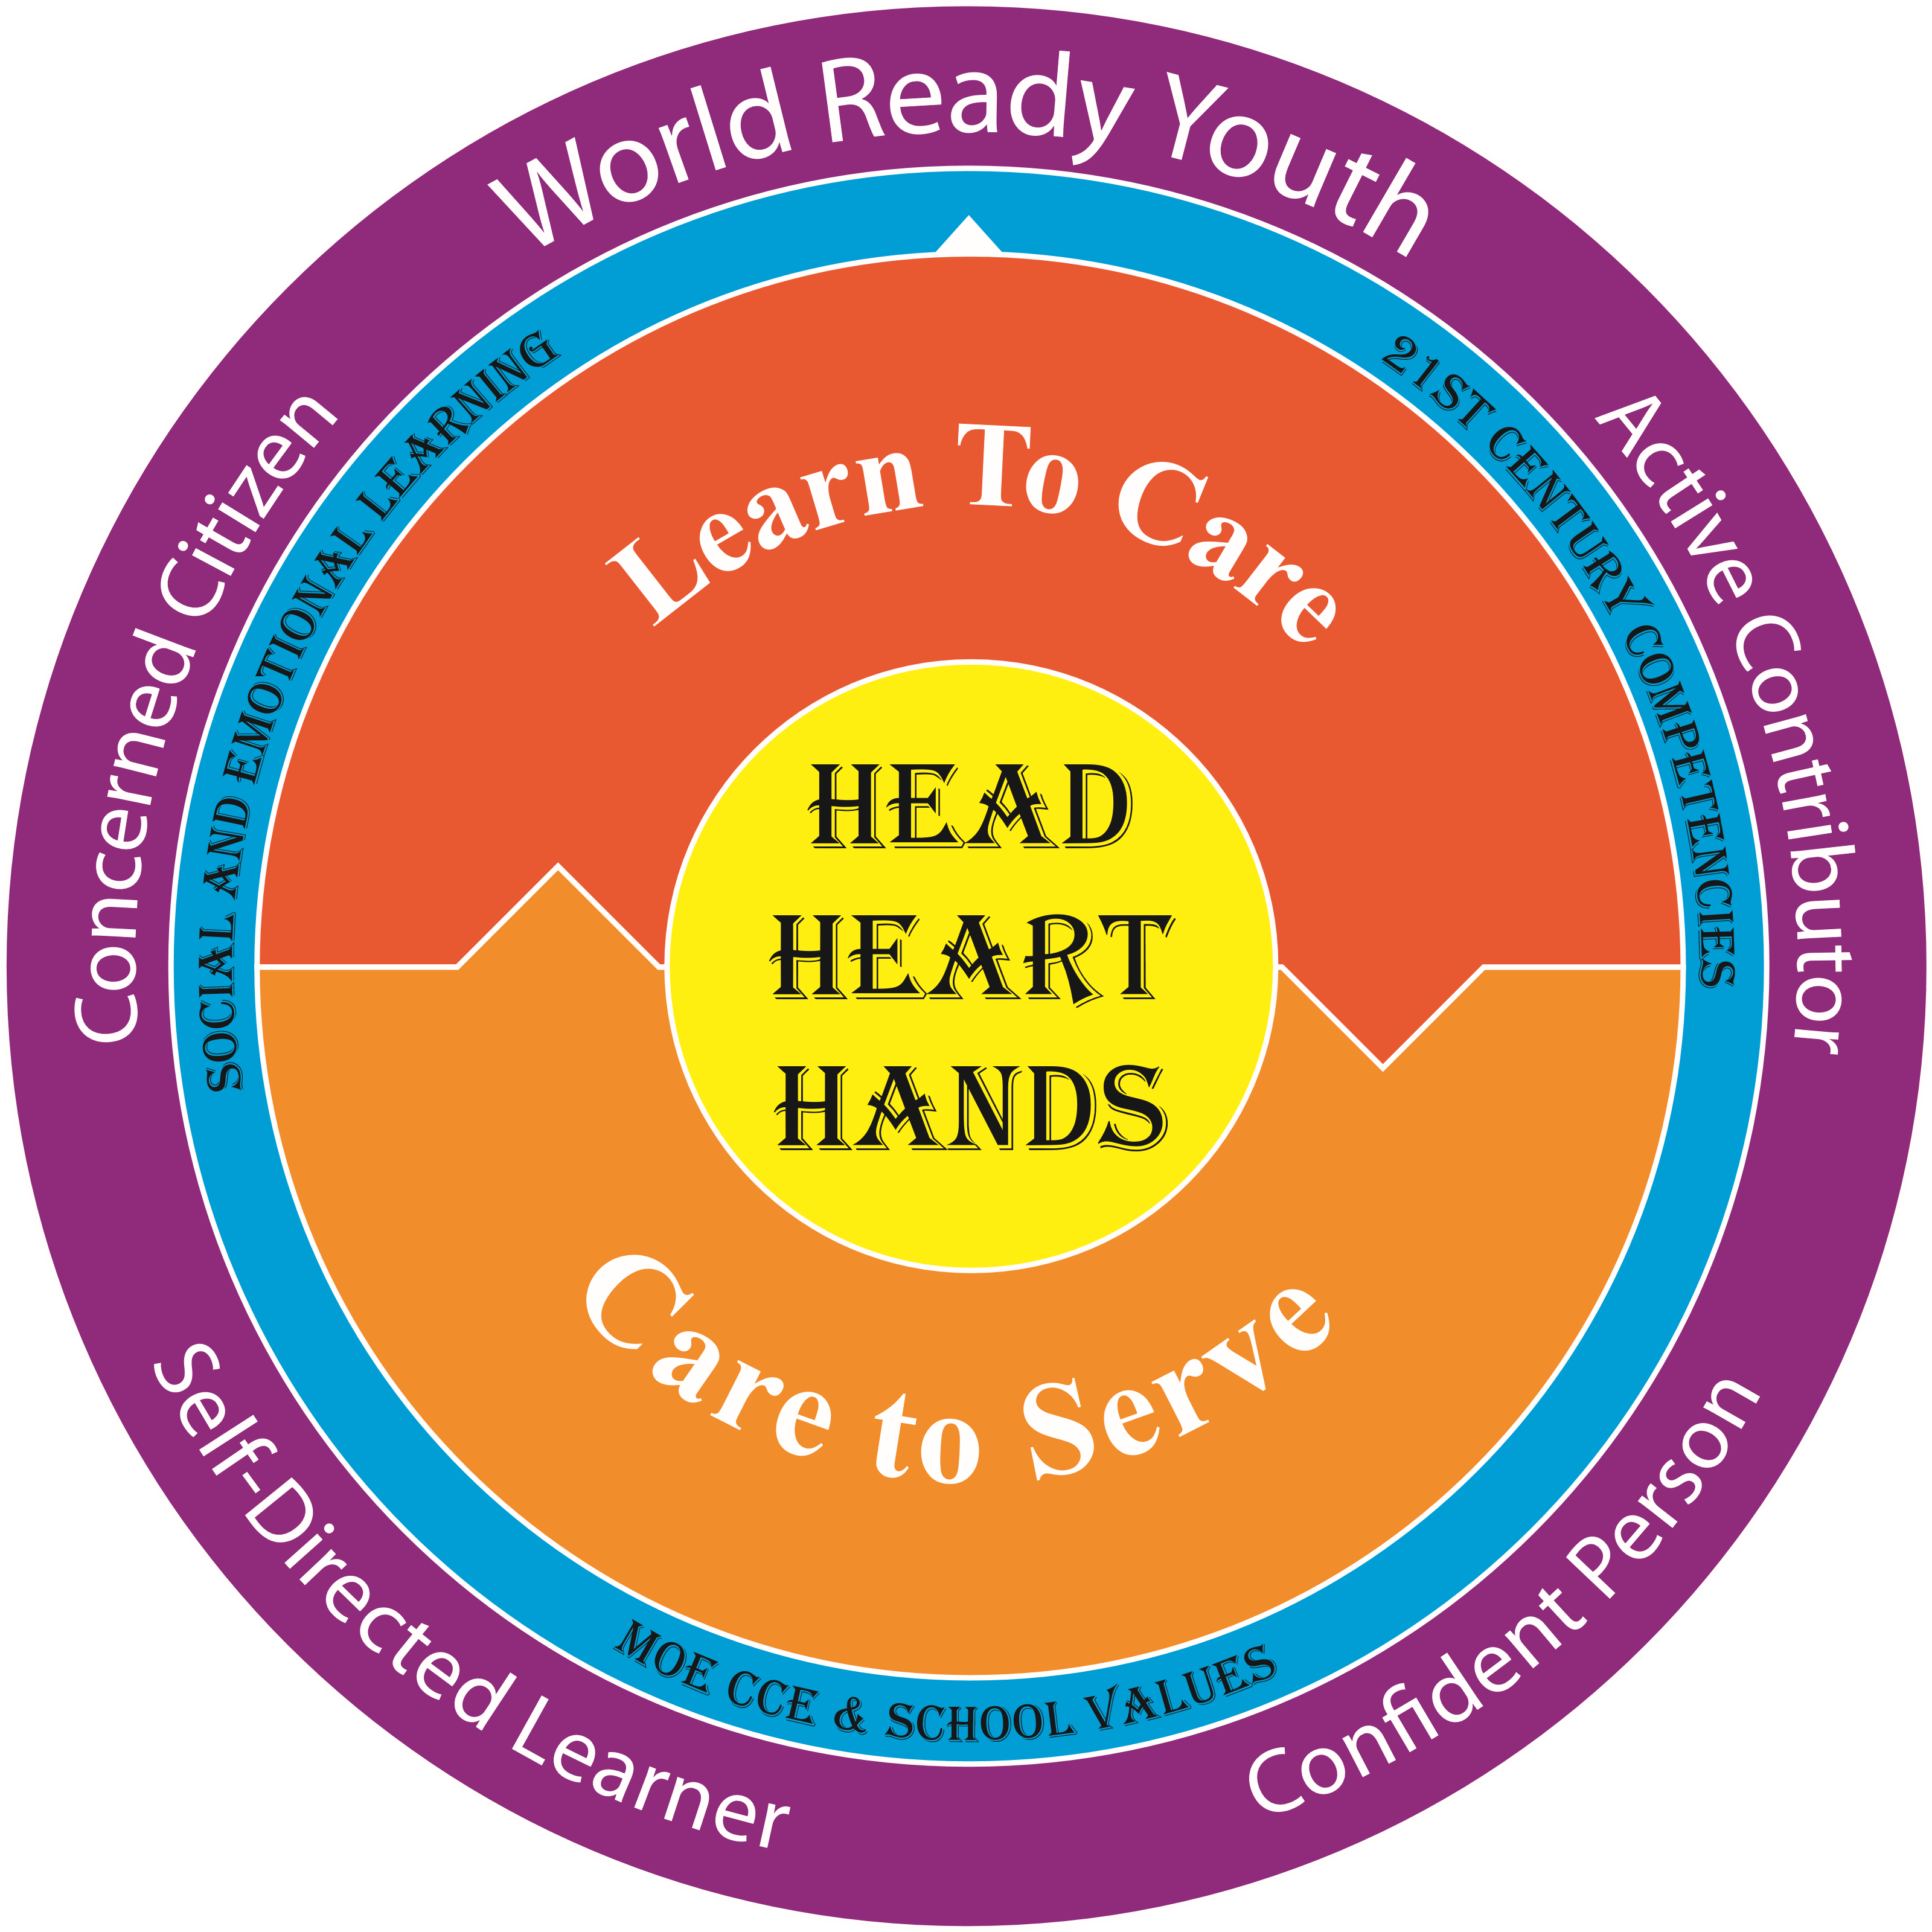 World Ready Youth
Concerned Citizen
Active Contributor
Self-Directed Learner
Confident Person
SOCIAL AND EMOTIONAL LEARNING
21ST CENTURY COMPETENCIES
MOE CCE & SCHOOL VALUES
Learn To Care
HEAD
HEART
HANDS
Care to Serve